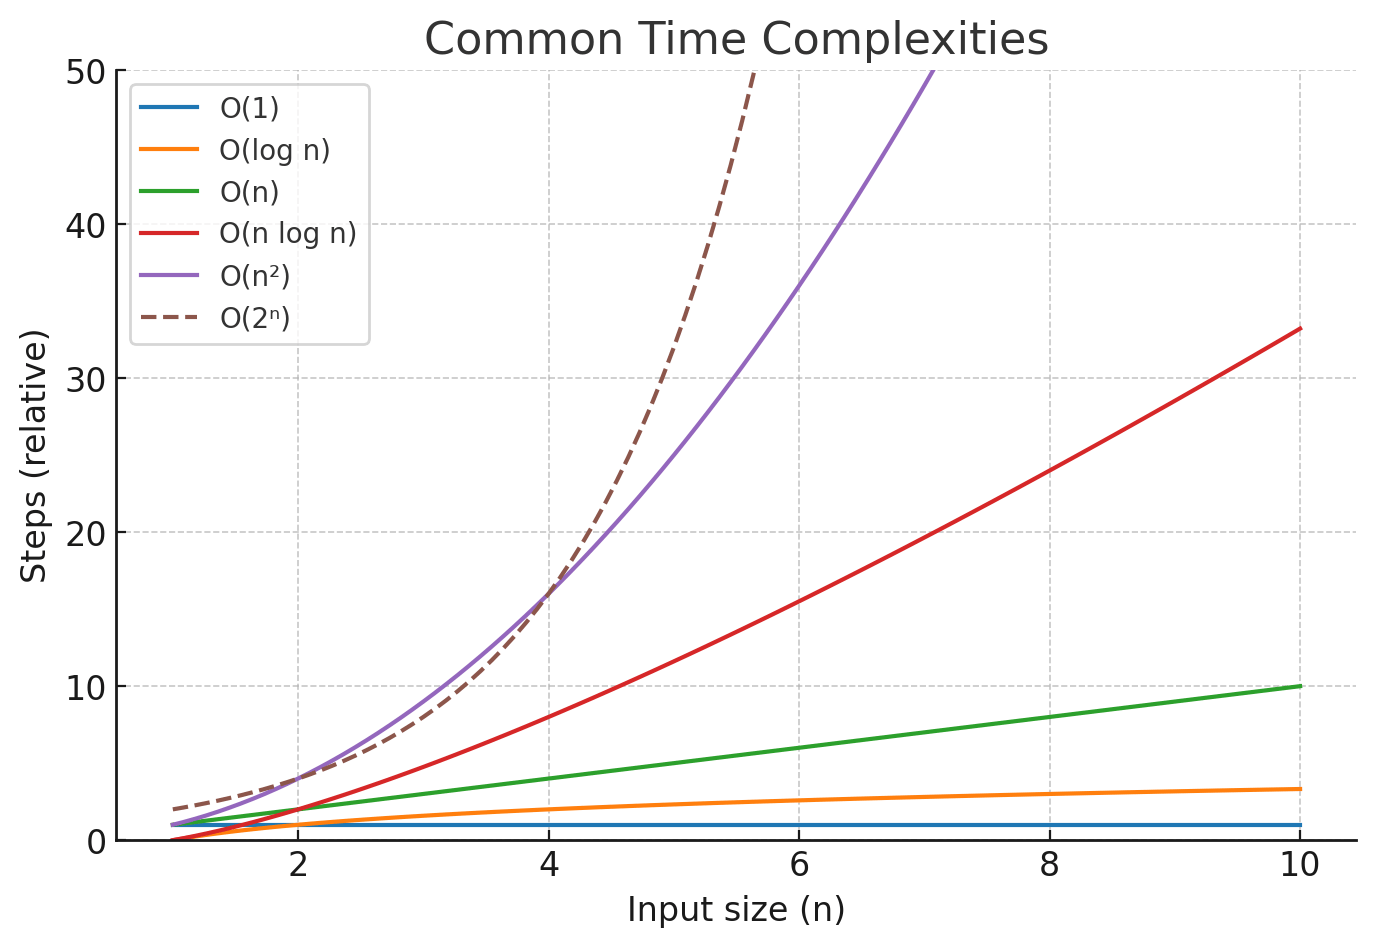 Common Time Complexities
50
40
30
20
10
0
Steps (relative)
O(1)
O(log n)
O(n)
O(n log n)
O(n²)
O(2ⁿ)
2 4 6 8 10
Input size (n)